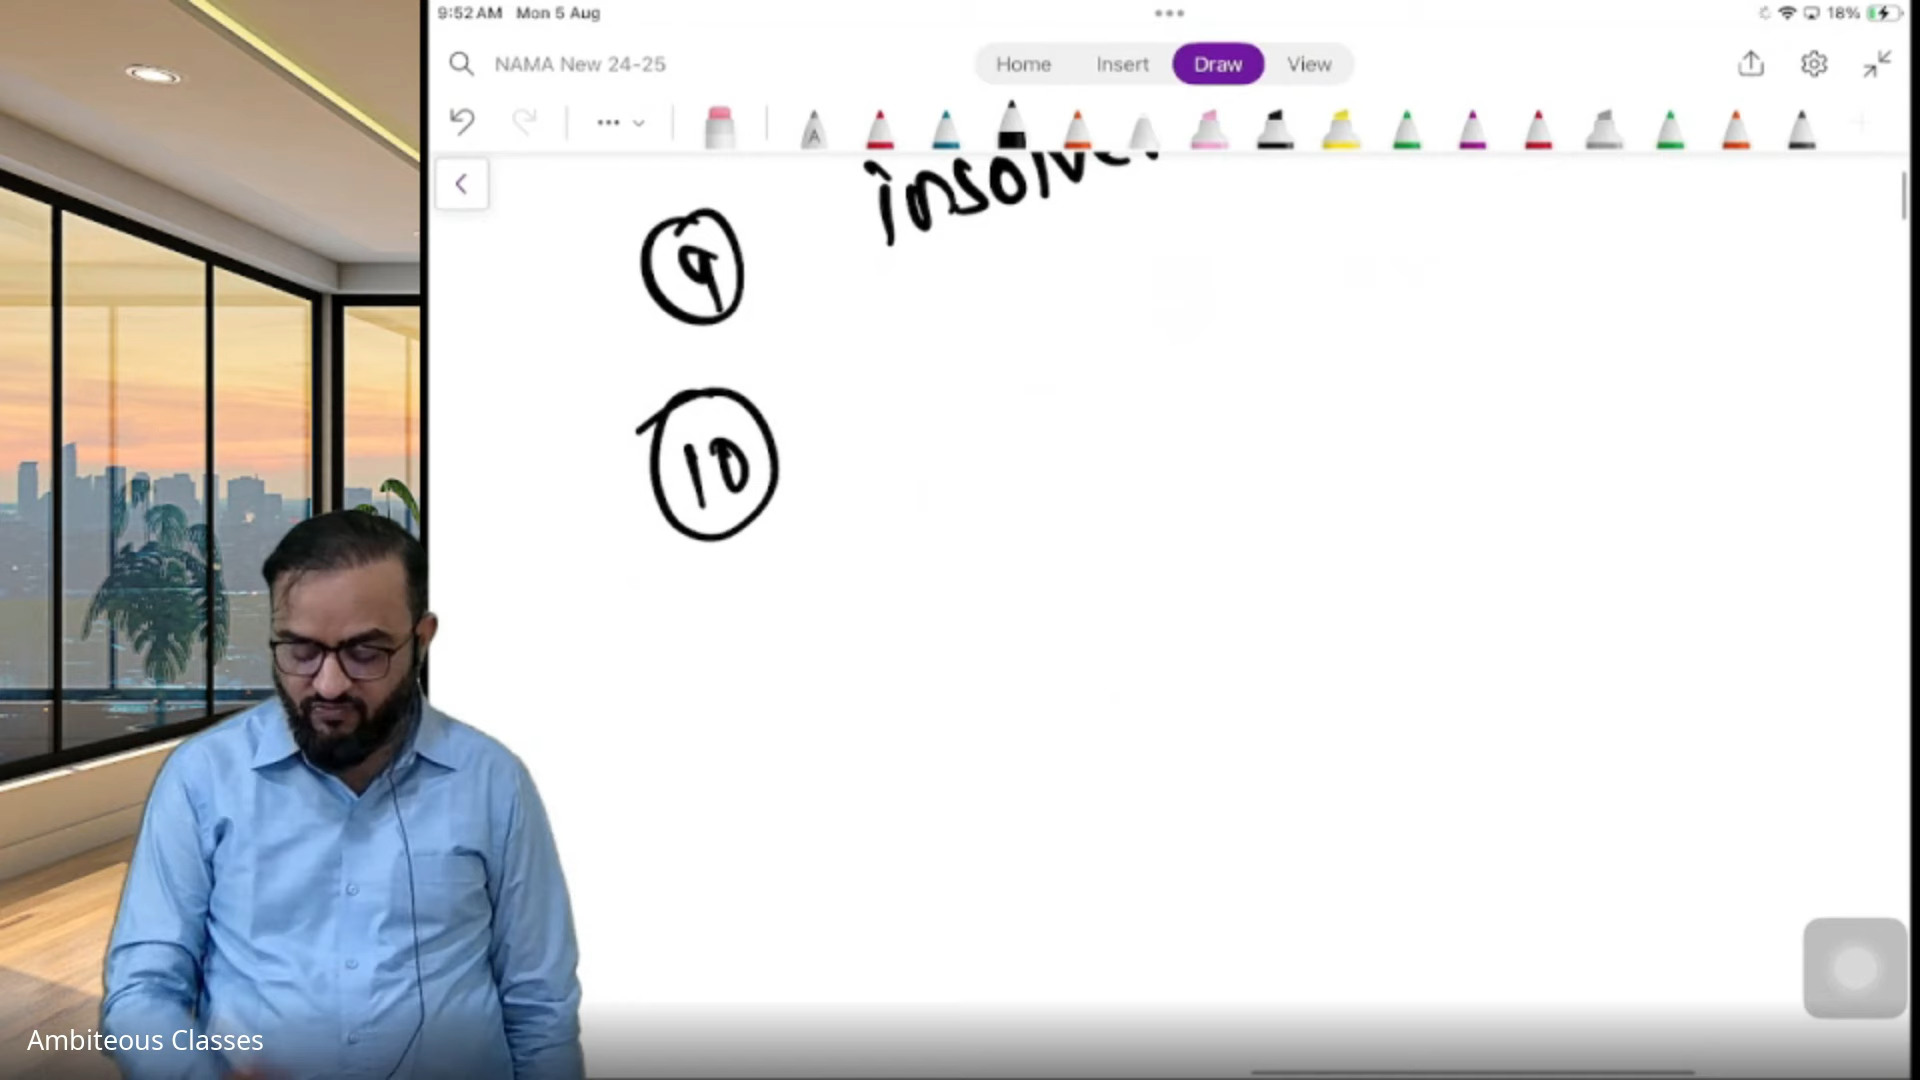 9:52 AM Mon 5 Aug
18%
NAMA New 24-25
Home Insert Draw View
A
9
10
Ambiteous Classes